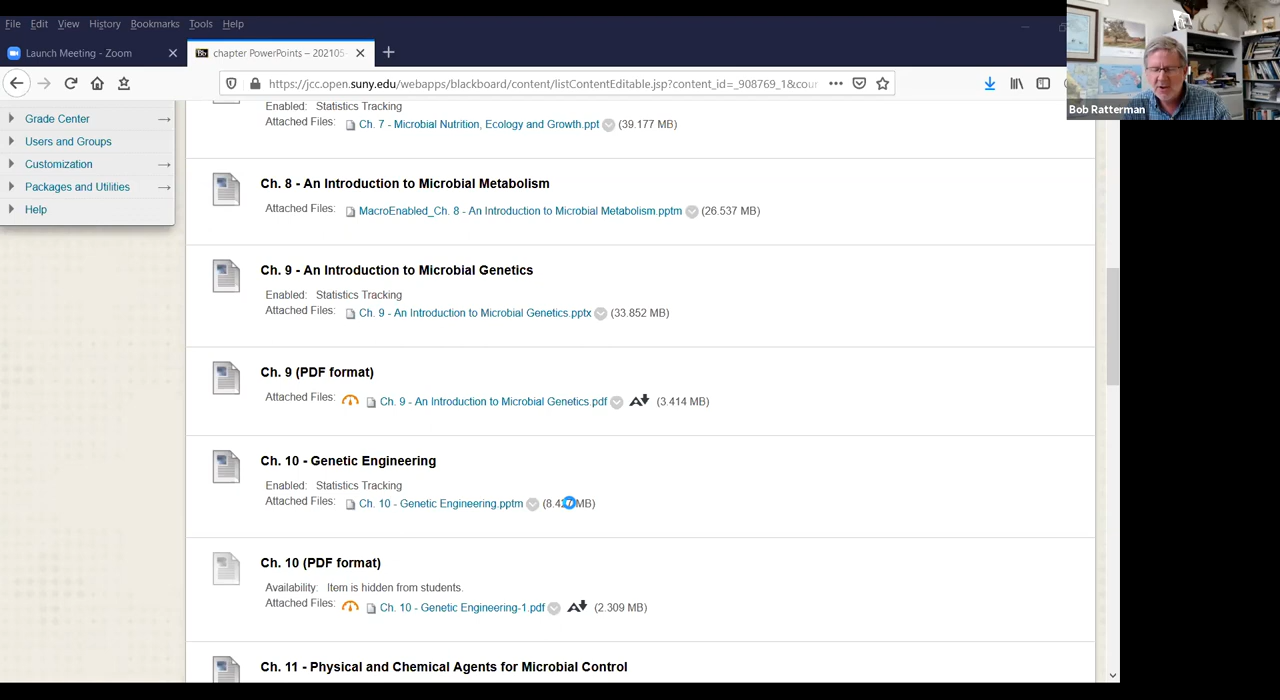 File Edit View History Bookmarks Tools Help
Launch Meeting - Zoom
chapter PowerPoints – 202105
https://jcc.open.suny.edu/webapps/blackboard/content/listContentEditable.jsp?content_id=_908769_1&cour
Bob Ratterman
Grade Center
Users and Groups
Customization
Packages and Utilities
Help
Enabled: Statistics Tracking
Attached Files: Ch. 7 - Microbial Nutrition, Ecology and Growth.ppt (39.177 MB)
Ch. 8 - An Introduction to Microbial Metabolism
Attached Files: MacroEnabled_Ch. 8 - An Introduction to Microbial Metabolism.pptm (26.537 MB)
Ch. 9 - An Introduction to Microbial Genetics
Enabled: Statistics Tracking
Attached Files: Ch. 9 - An Introduction to Microbial Genetics.pptx (33.852 MB)
Ch. 9 (PDF format)
Attached Files: Ch. 9 - An Introduction to Microbial Genetics.pdf (3.414 MB)
Ch. 10 - Genetic Engineering
Enabled: Statistics Tracking
Attached Files: Ch. 10 - Genetic Engineering.pptm MB)
Ch. 10 (PDF format)
Availability: Item is hidden from students.
Attached Files: Ch. 10 - Genetic Engineering-1.pdf (2.309 MB)
Ch. 11 - Physical and Chemical Agents for Microbial Control